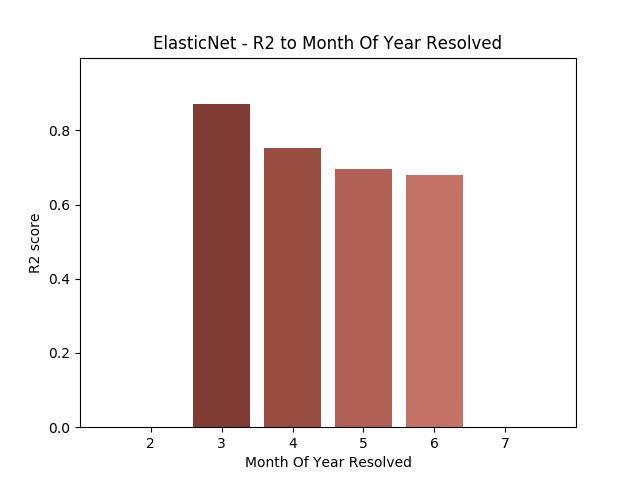 ElasticNet - R2 to Month Of Year Resolved
0.8
0.6
0.4
0.2
0.0
R2 score
2 3 4 5 6 7
Month Of Year Resolved